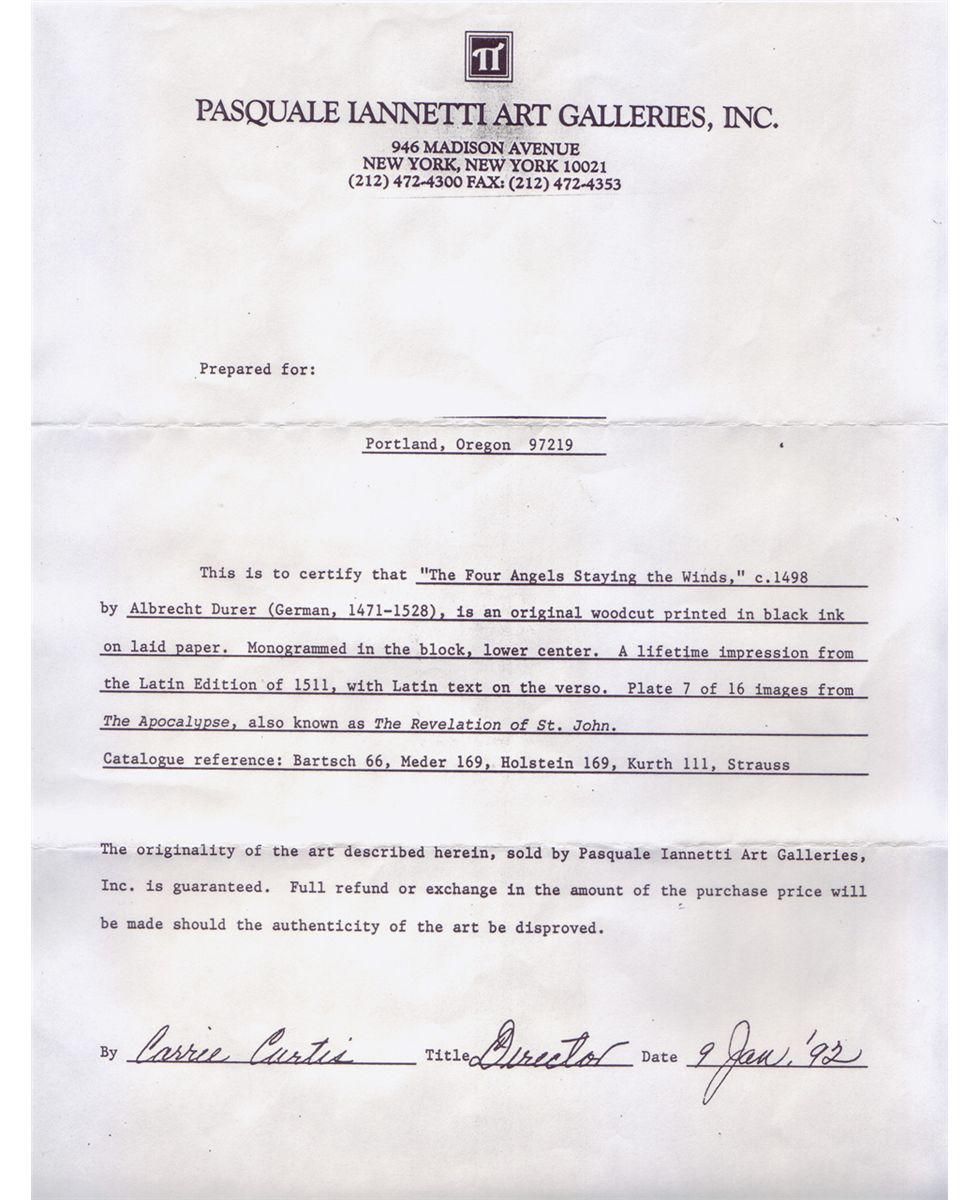 PASQUALE IANNETTI ART GALLERIES, INC.
946 MADISON AVENUE
NEW YORK, NEW YORK 10021
(212) 472-4300 FAX: (212) 472-4353
Prepared for:
Portland, Oregon 97219
This is to certify that "The Four Angels Staying the Winds," c.1498
by Albrecht Durer (German, 1471-1528), is an original woodcut printed in black ink
on laid paper. Monogrammed in the block, lower center. A lifetime impression from
the Latin Edition of 1511, with Latin text on the verso. Plate 7 of 16 images from
The Apocalypse, also known as The Revelation of St. John.
Catalogue reference: Bartsch 66, Meder 169, Holstein 169, Kurth 111, Strauss
The originality of the art described herein, sold by Pasquale Iannetti Art Galleries,
Inc. is guaranteed. Full refund or exchange in the amount of the purchase price will
be made should the authenticity of the art be disproved.
By Carrie Curtis Title Director Date 9 Jan. '92